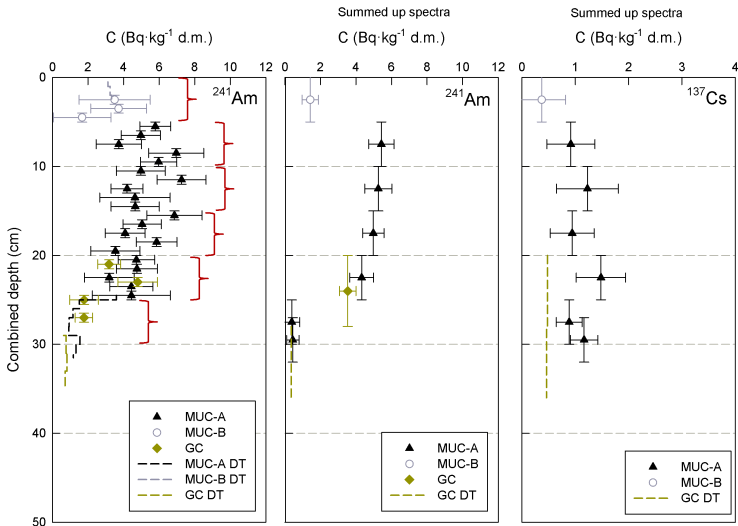 Summed up spectra
Summed up spectra
C (Bq·kg⁻¹ d.m.)
C (Bq·kg⁻¹ d.m.)
C (Bq·kg⁻¹ d.m.)
0 2 4 6 8 10 12
0 2 4 6 8 10 12
0 1 2 3 4
²⁴¹Am
²⁴¹Am
¹³⁷Cs
Combined depth (cm)
0
10
20
30
40
50
MUC-A
MUC-B
GC
MUC-A DT
MUC-B DT
GC DT
MUC-A
MUC-B
GC
GC DT
MUC-A
MUC-B
GC DT